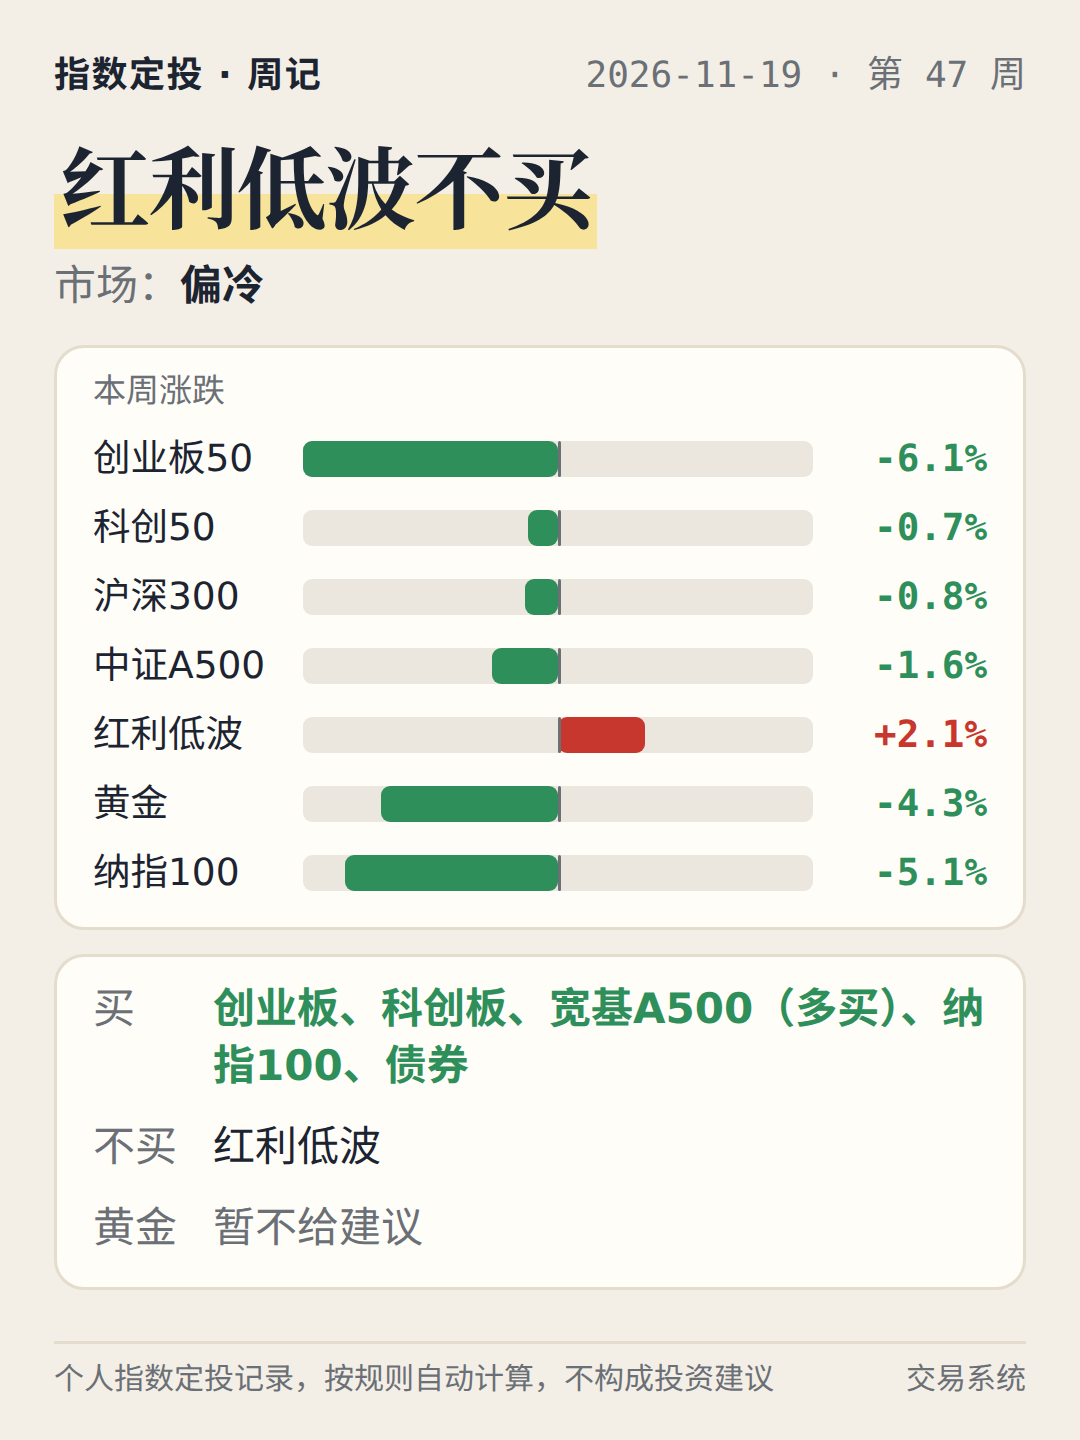 指数定投 · 周记
2026-11-19 · 第 47 周
红利低波不买
市场：偏冷
本周涨跌
创业板50 -6.1%
科创50 -0.7%
沪深300 -0.8%
中证A500 -1.6%
红利低波 +2.1%
黄金 -4.3%
纳指100 -5.1%
买 创业板、科创板、宽基A500（多买）、纳
指100、债券
不买 红利低波
黄金 暂不给建议
个人指数定投记录，按规则自动计算，不构成投资建议
交易系统